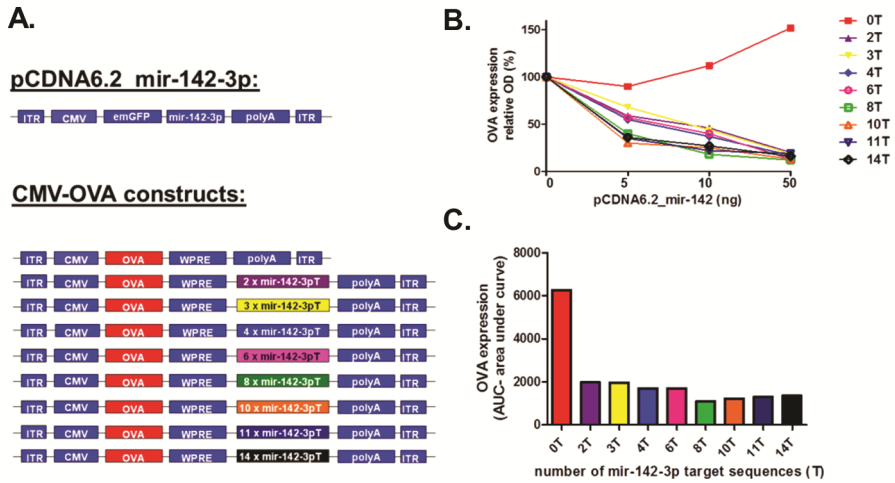 A.
pCDNA6.2_mir-142-3p:
ITR CMV emGFP mir-142-3p polyA ITR
CMV-OVA constructs:
ITR CMV OVA WPRE polyA ITR
ITR CMV OVA WPRE 2 x mir-142-3pT polyA ITR
ITR CMV OVA WPRE 3 x mir-142-3pT polyA ITR
ITR CMV OVA WPRE 4 x mir-142-3pT polyA ITR
ITR CMV OVA WPRE 6 x mir-142-3pT polyA ITR
ITR CMV OVA WPRE 8 x mir-142-3pT polyA ITR
ITR CMV OVA WPRE 10 x mir-142-3pT polyA ITR
ITR CMV OVA WPRE 11 x mir-142-3pT polyA ITR
ITR CMV OVA WPRE 14 x mir-142-3pT polyA ITR
B.
OVA expression
relative OD (%)
150
100
50
0
0 5 10 50
pCDNA6.2_mir-142 (ng)
0T
2T
3T
4T
6T
8T
10T
11T
14T
C.
OVA expression
(AUC- area under curve)
8000
6000
4000
2000
0
0T 2T 3T 4T 6T 8T 10T 11T 14T
number of mir-142-3p target sequences (T)